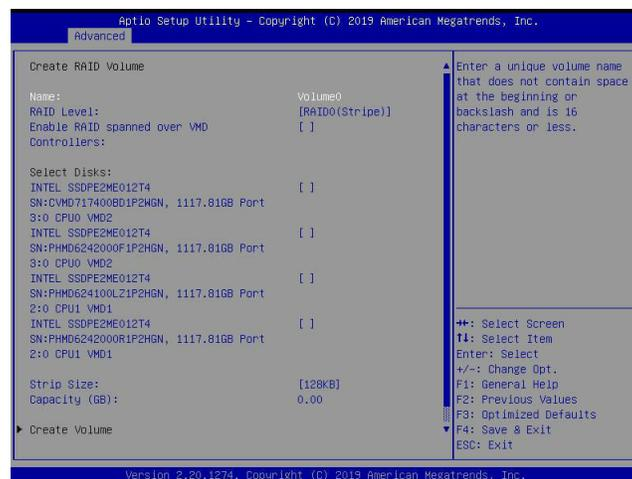 Aptio Setup Utility – Copyright (C) 2019 American Megatrends, Inc.
Advanced
Create RAID Volume
Name: Volume0
RAID Level: [RAID0(Stripe)]
Enable RAID spanned over VMD [ ]
Controllers:
Select Disks:
INTEL SSDPE2ME012T4 [ ]
SN:CVMD717400BD1P2WGN, 1117.81GB Port
3:0 CPU0 VMD2
INTEL SSDPE2ME012T4 [ ]
SN:PHMD6242000F1P2HGN, 1117.81GB Port
3:0 CPU0 VMD2
INTEL SSDPE2ME012T4 [ ]
SN:PHMD624100LZ1P2HGN, 1117.81GB Port
2:0 CPU1 VMD1
INTEL SSDPE2ME012T4 [ ]
SN:PHMD6242000R1P2HGN, 1117.81GB Port
2:0 CPU1 VMD1
Strip Size: [128KB]
Capacity (GB): 0.00
Create Volume
Enter a unique volume name
that does not contain space
at the beginning or
backslash and is 16
characters or less.
→←: Select Screen
↑↓: Select Item
Enter: Select
+/-: Change Opt.
F1: General Help
F2: Previous Values
F3: Optimized Defaults
F4: Save & Exit
ESC: Exit
Version 2.20.1274. Copyright (C) 2019 American Megatrends, Inc.